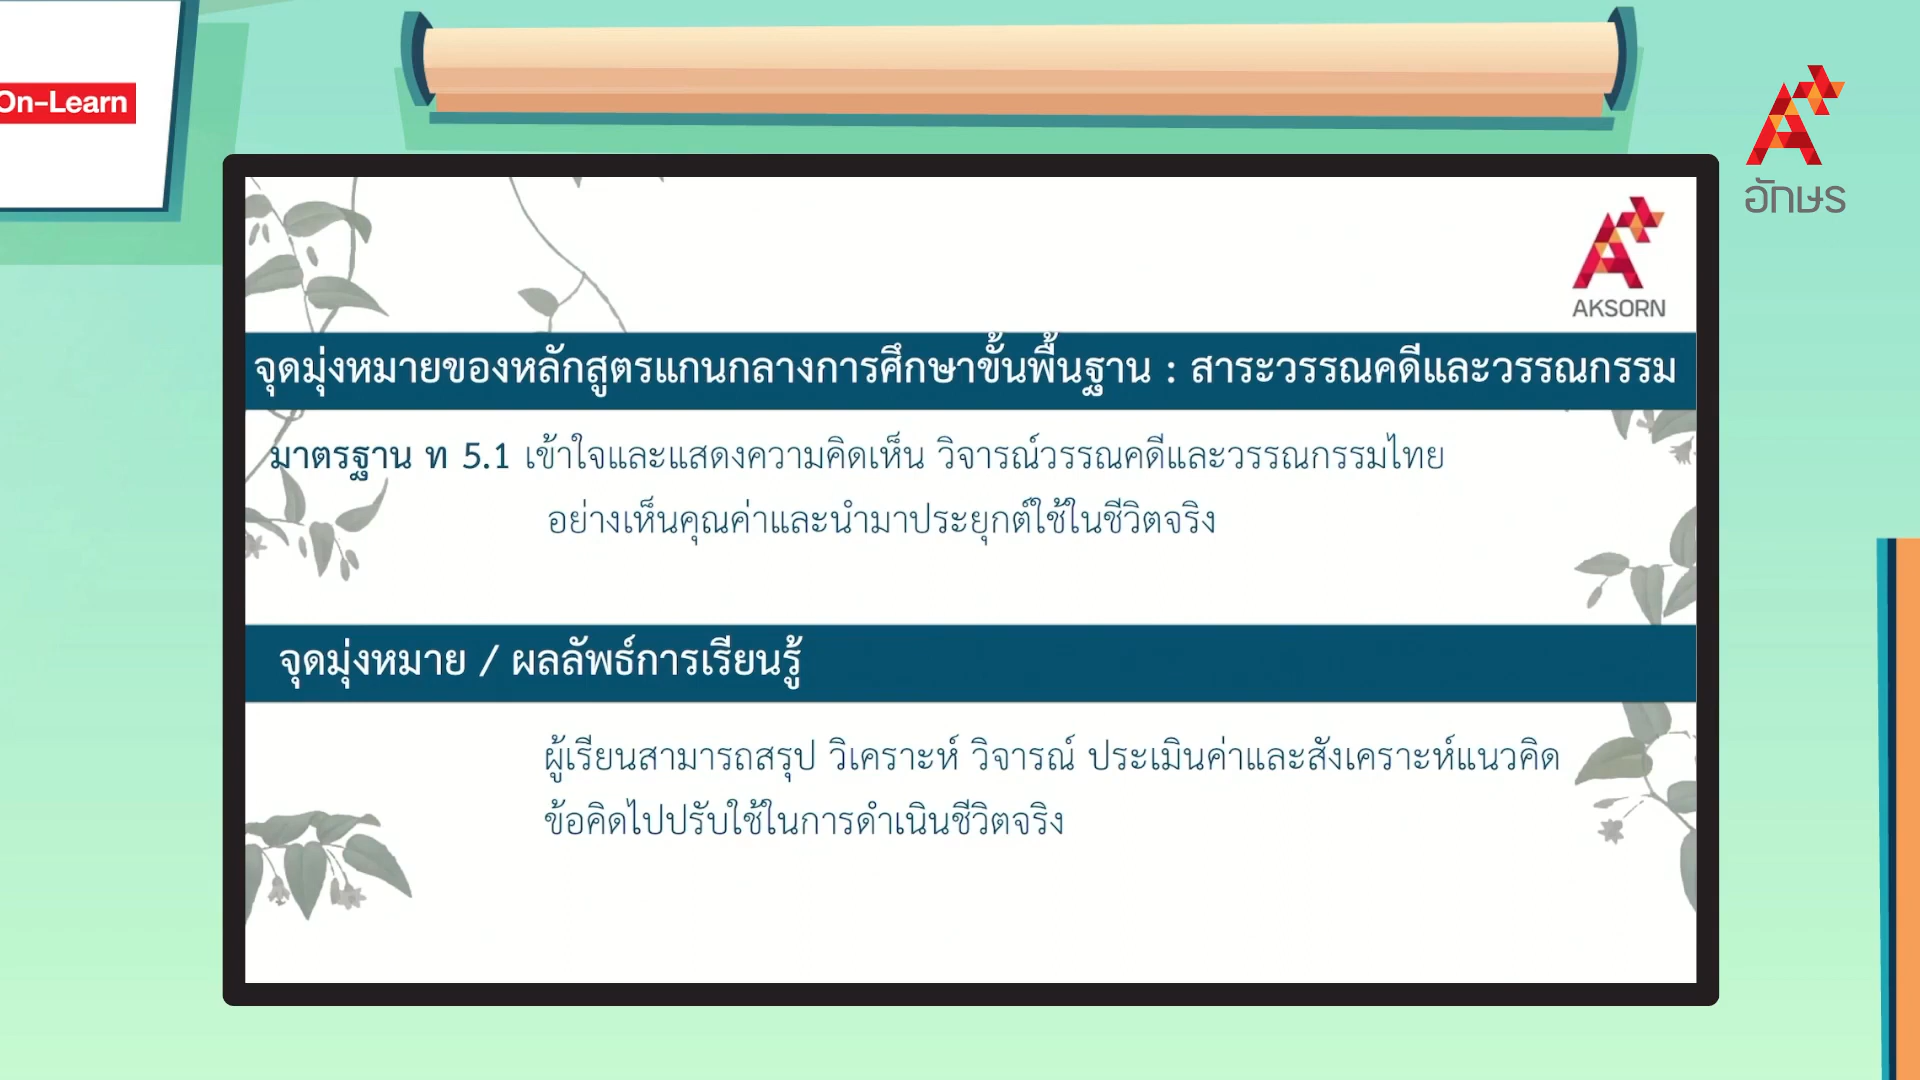 On-Learn
อักษร
AKSORN
จุดมุ่งหมายของหลักสูตรแกนกลางการศึกษาขั้นพื้นฐาน : สาระวรรณคดีและวรรณกรรม
มาตรฐาน ท 5.1 เข้าใจและแสดงความคิดเห็น วิจารณ์วรรณคดีและวรรณกรรมไทย
อย่างเห็นคุณค่าและนำมาประยุกต์ใช้ในชีวิตจริง
จุดมุ่งหมาย / ผลลัพธ์การเรียนรู้
ผู้เรียนสามารถสรุป วิเคราะห์ วิจารณ์ ประเมินค่าและสังเคราะห์แนวคิด
ข้อคิดไปปรับใช้ในการดำเนินชีวิตจริง